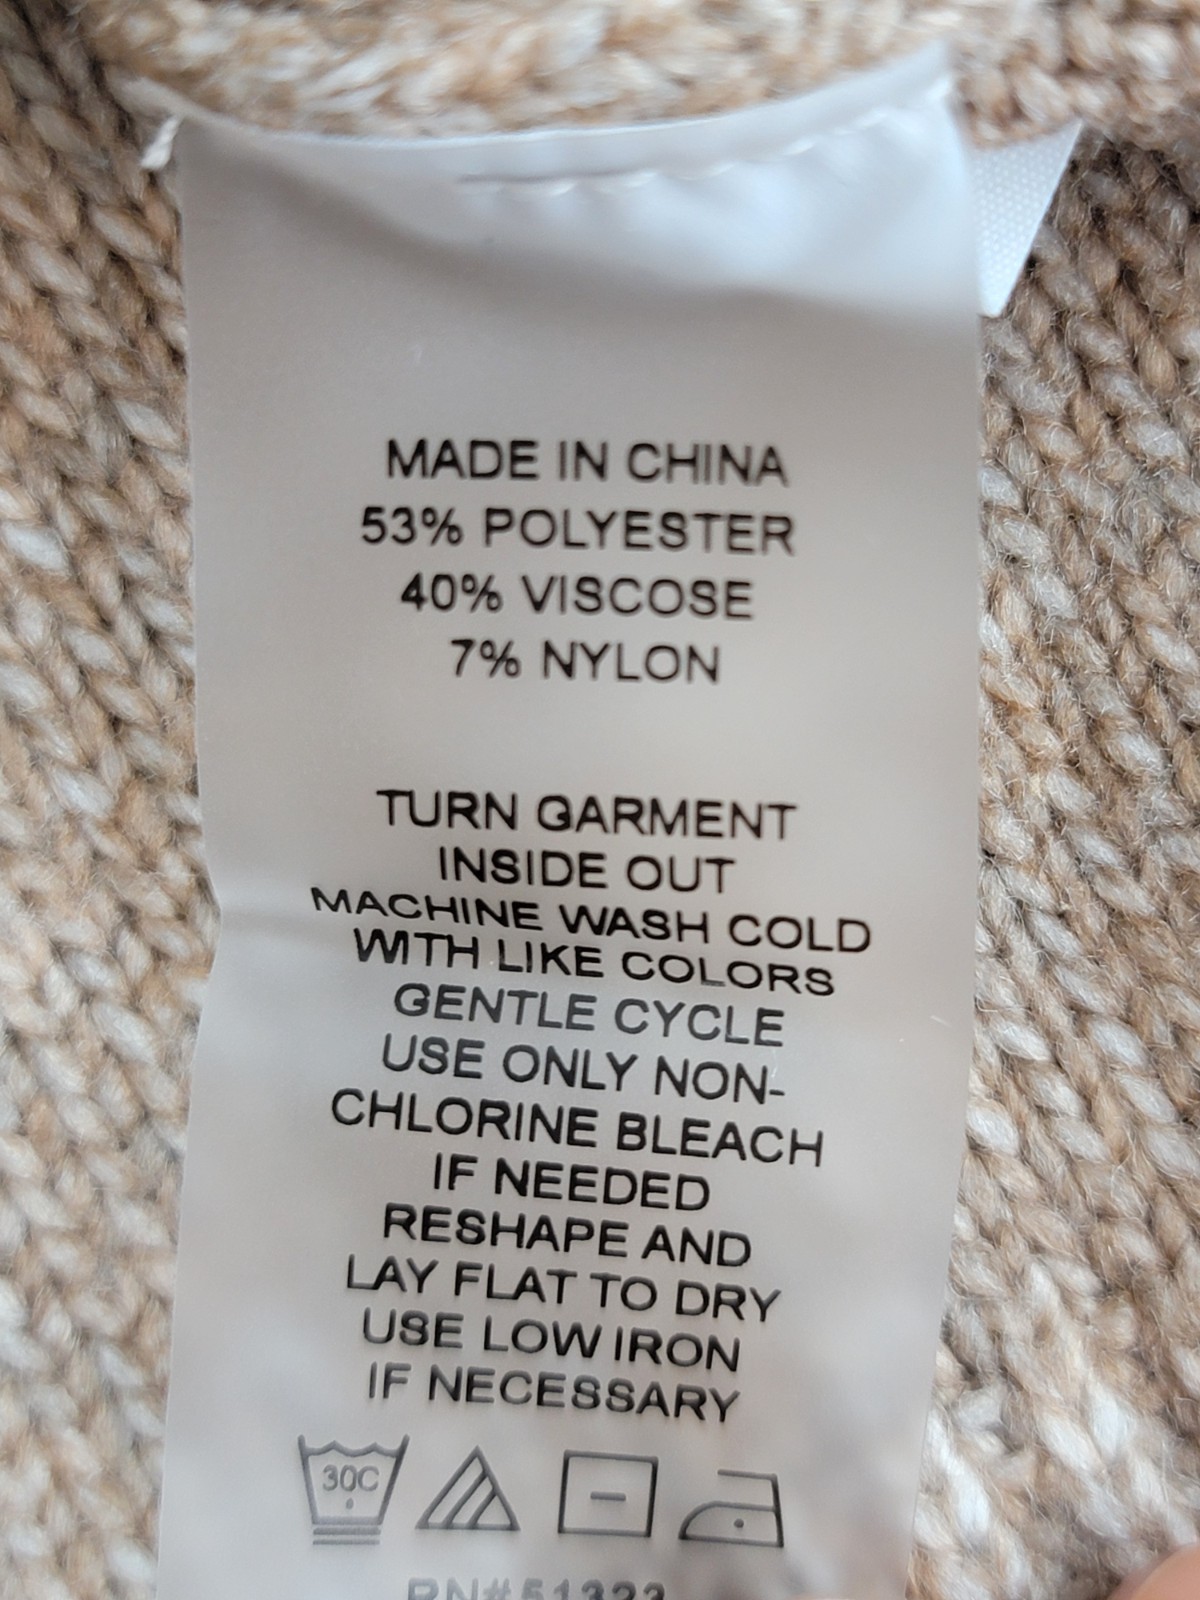 MADE IN CHINA
53% POLYESTER
40% VISCOSE
7% NYLON
TURN GARMENT
INSIDE OUT
MACHINE WASH COLD
WITH LIKE COLORS
GENTLE CYCLE
USE ONLY NON-
CHLORINE BLEACH
IF NEEDED
RESHAPE AND
LAY FLAT TO DRY
USE LOW IRON
IF NECESSARY
30C
RN#51323